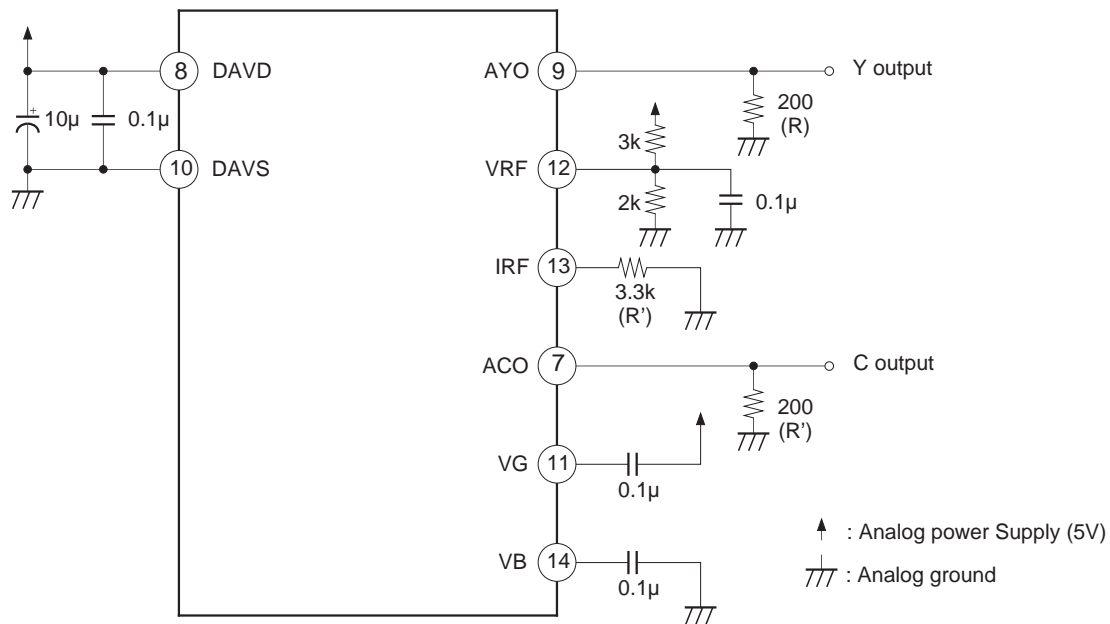 8 DAVD
10µ
+
0.1µ
10 DAVS
AYO 9
Y output
200
(R)
3k
VRF 12
2k
0.1µ
IRF 13
3.3k
(R')
ACO 7
C output
200
(R')
VG 11
0.1µ
VB 14
0.1µ
: Analog power Supply (5V)
: Analog ground